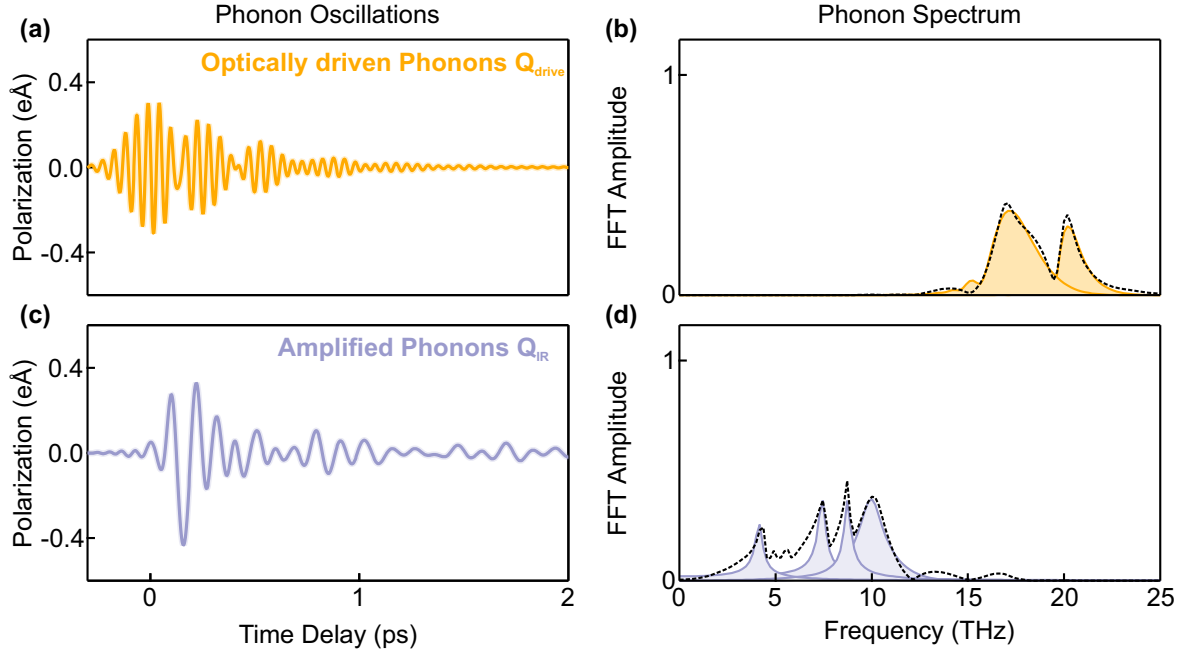 Phonon Oscillations
Phonon Spectrum
(a)
(b)
Optically driven Phonons Q_drive
Polarization (eÅ)
0.4
0.0
-0.4
FFT Amplitude
1
0
(c)
(d)
Amplified Phonons Q_IR
Polarization (eÅ)
0.4
0.0
-0.4
FFT Amplitude
1
0
0 1 2
0 5 10 15 20 25
Time Delay (ps)
Frequency (THz)